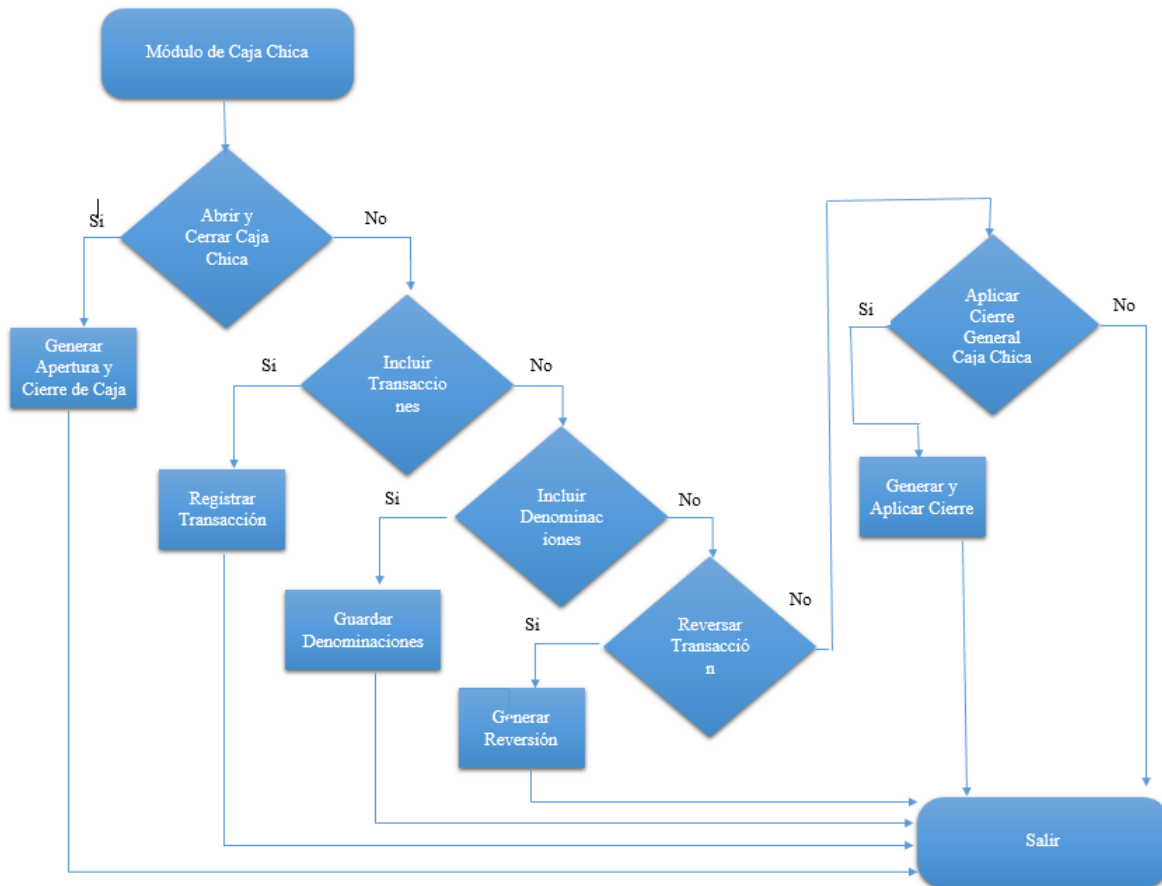 Módulo de Caja Chica
Abrir y
Cerrar Caja
Chica
Si
No
Generar
Apertura y
Cierre de Caja
Incluir
Transaccio
nes
Si
No
Registrar
Transacción
Incluir
Denominac
iones
Si
No
Guardar
Denominaciones
Reversar
Transacció
n
Si
No
Generar
Reversión
Aplicar
Cierre
General
Caja Chica
Si
No
Generar y
Aplicar Cierre
Salir